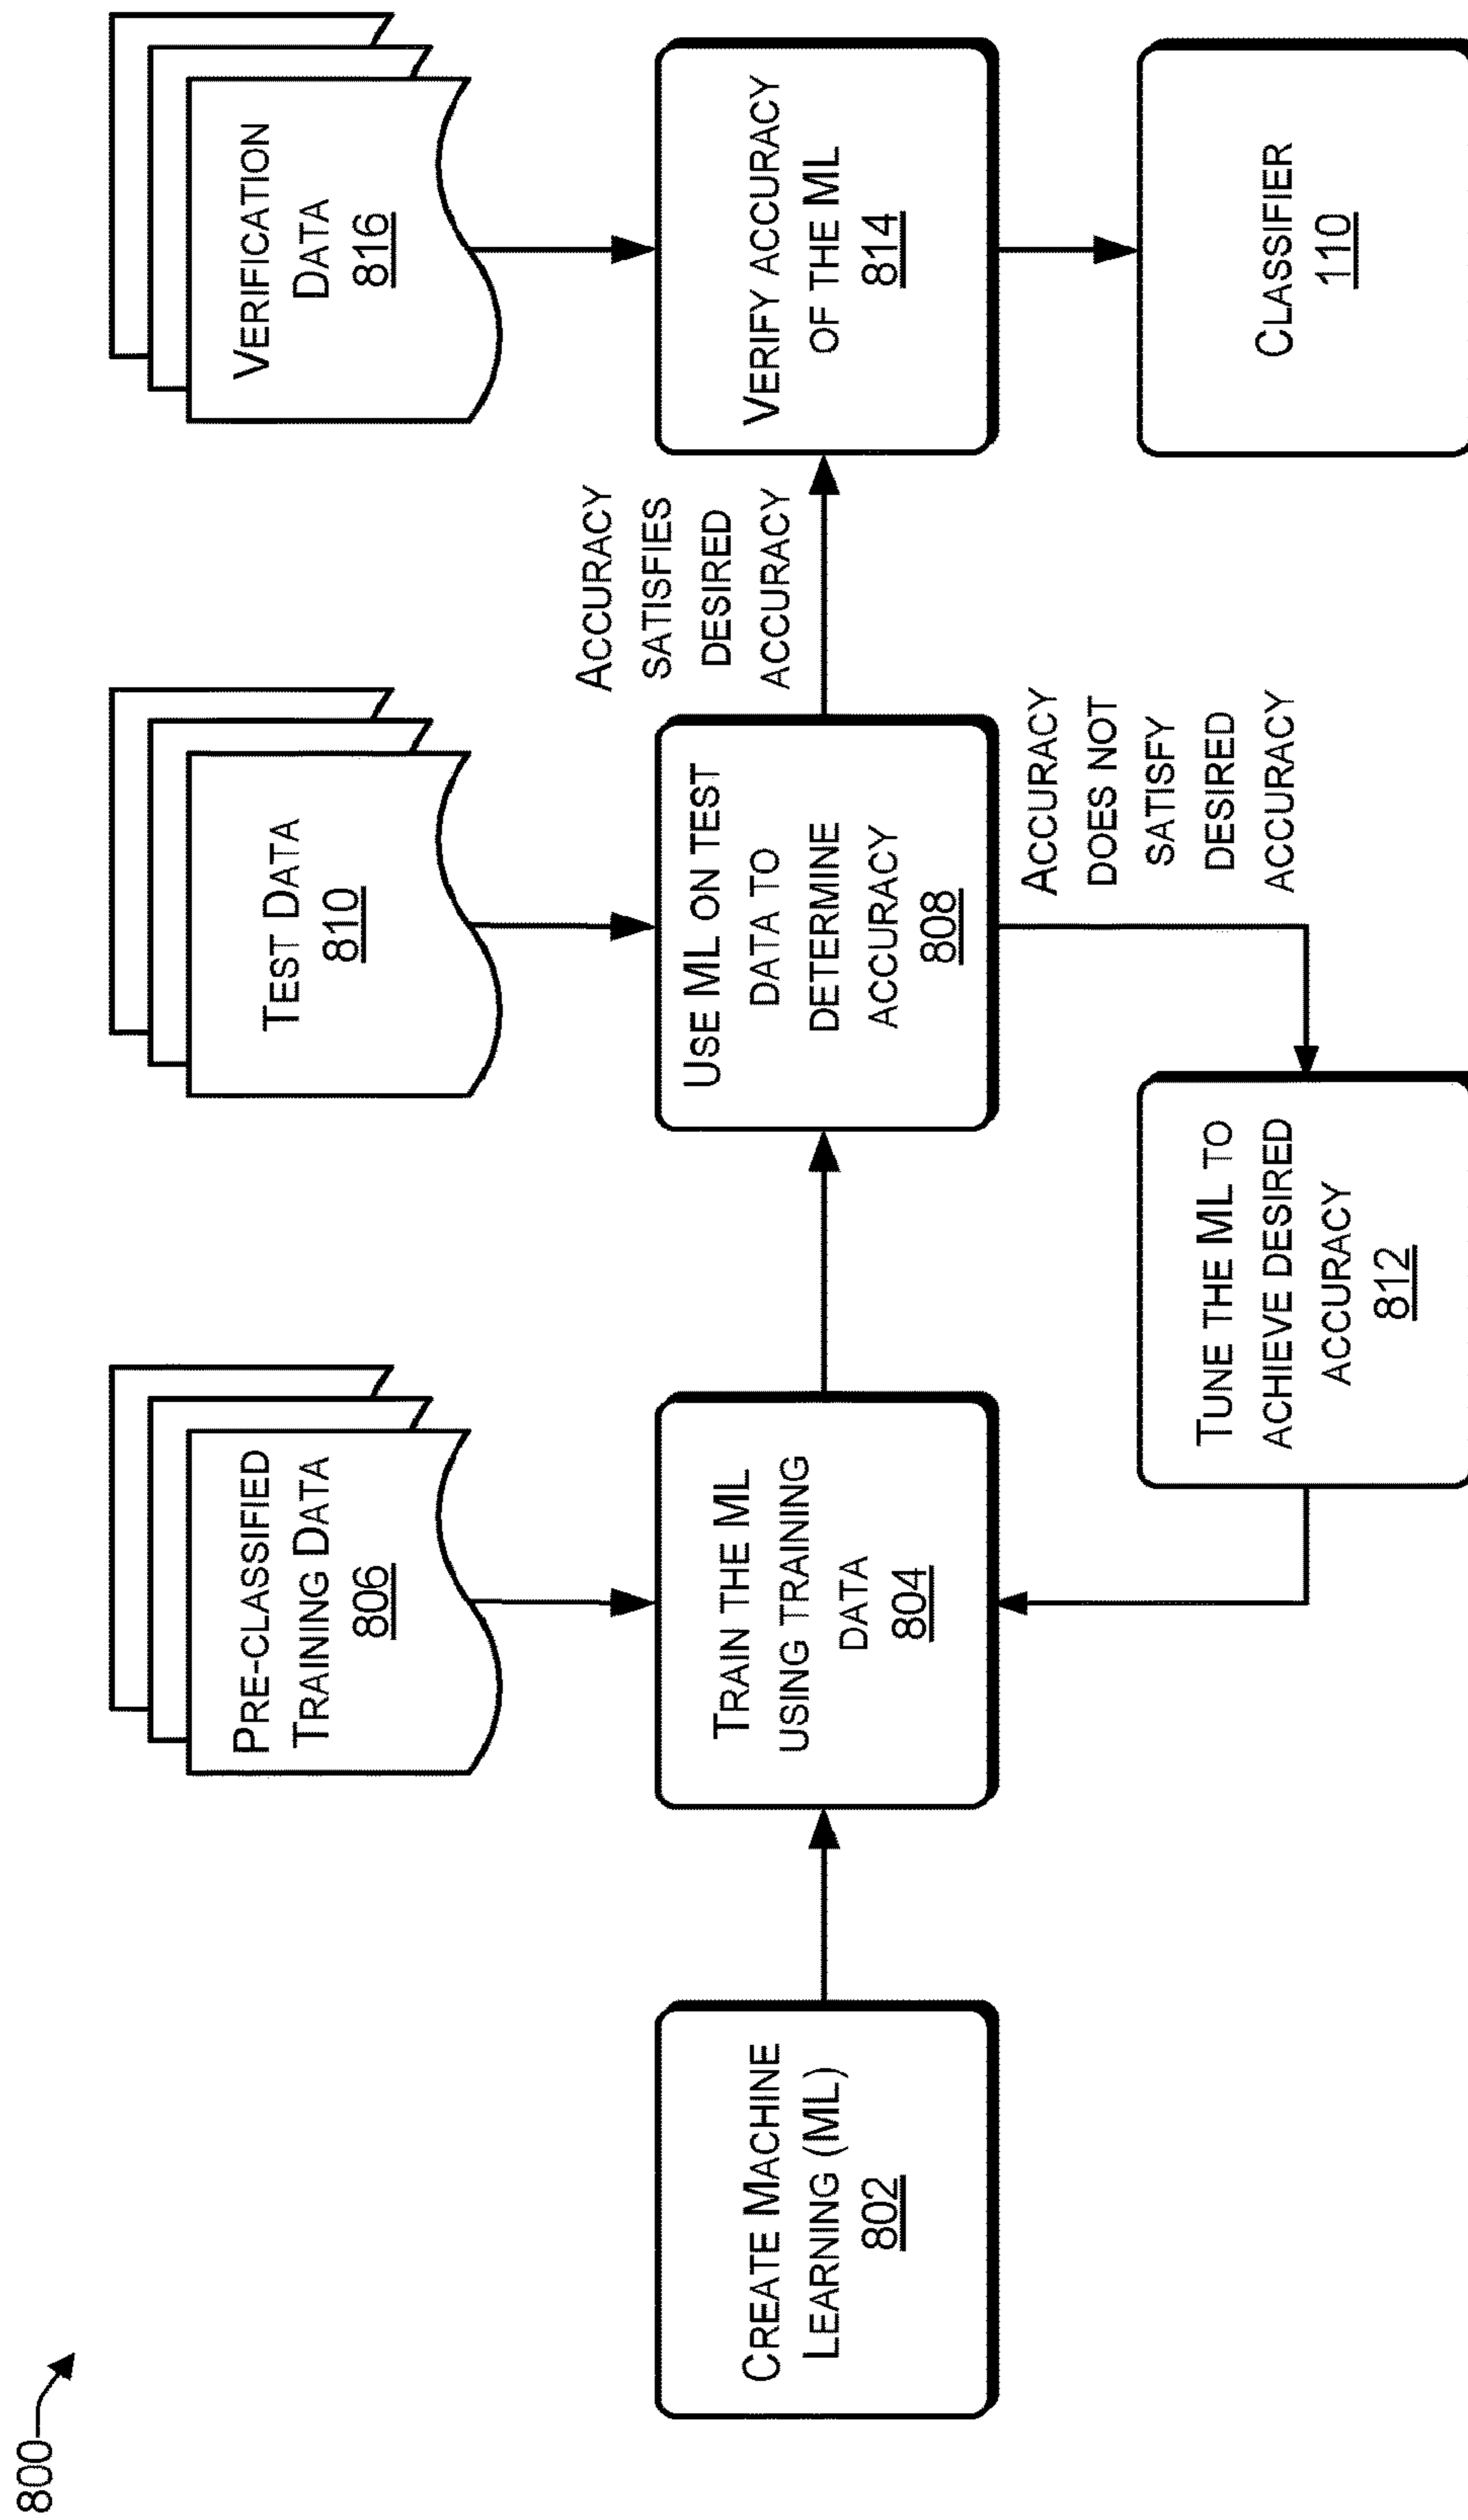 800
PRE-CLASSIFIED
TRAINING DATA
806
TEST DATA
810
VERIFICATION
DATA
816
CREATE MACHINE
LEARNING (ML)
802
TRAIN THE ML
USING TRAINING
DATA
804
USE ML ON TEST
DATA TO
DETERMINE
ACCURACY
808
ACCURACY
SATISFIES
DESIRED
ACCURACY
VERIFY ACCURACY
OF THE ML
814
ACCURACY
DOES NOT
SATISFY
DESIRED
ACCURACY
TUNE THE ML TO
ACHIEVE DESIRED
ACCURACY
812
CLASSIFIER
110